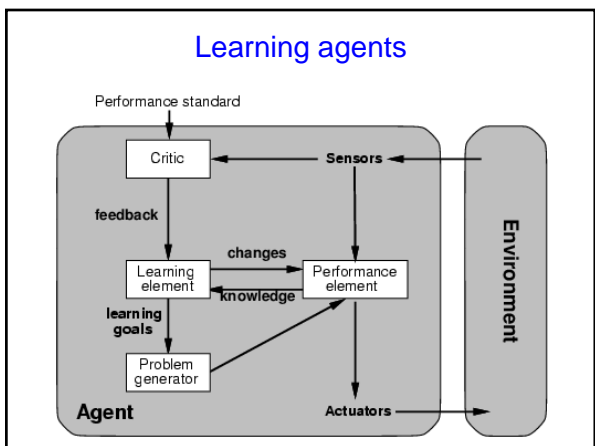 Learning agents
Performance standard
Critic
Sensors
feedback
changes
Learning
element
Performance
element
knowledge
learning
goals
Problem
generator
Agent
Actuators
Environment